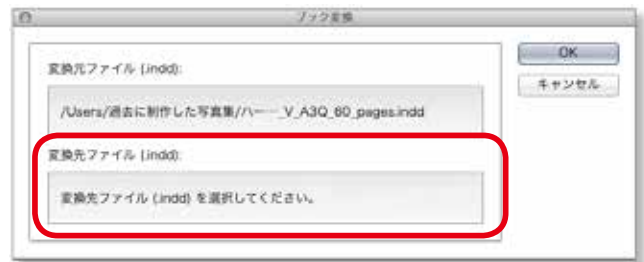 ブック変換
変換元ファイル (.indd):
/Users/過去に制作した写真集/ハー…_V_A3Q_60_pages.indd
変換先ファイル (.indd):
変換先ファイル (.indd) を選択してください。
OK
キャンセル